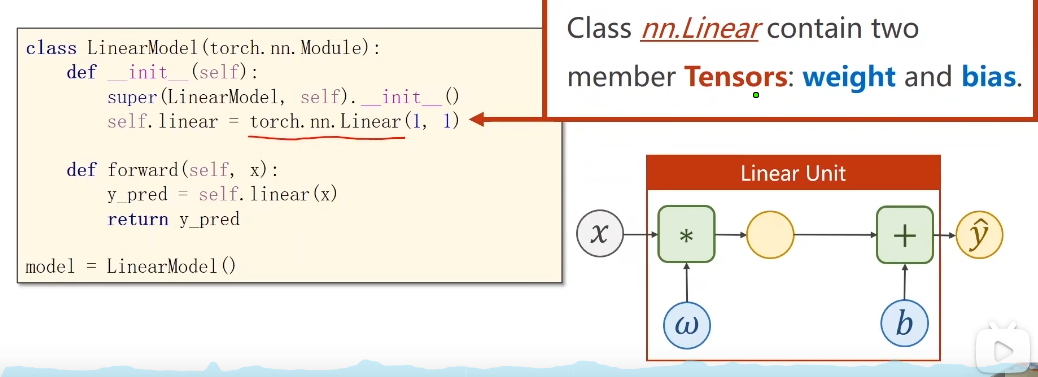 class LinearModel(torch.nn.Module):
def __init__(self):
super(LinearModel, self).__init__()
self.linear = torch.nn.Linear(1, 1)
def forward(self, x):
y_pred = self.linear(x)
return y_pred
model = LinearModel()
Class nn.Linear contain two
member Tensors: weight and bias.
Linear Unit
x
*
+
ŷ
ω
b